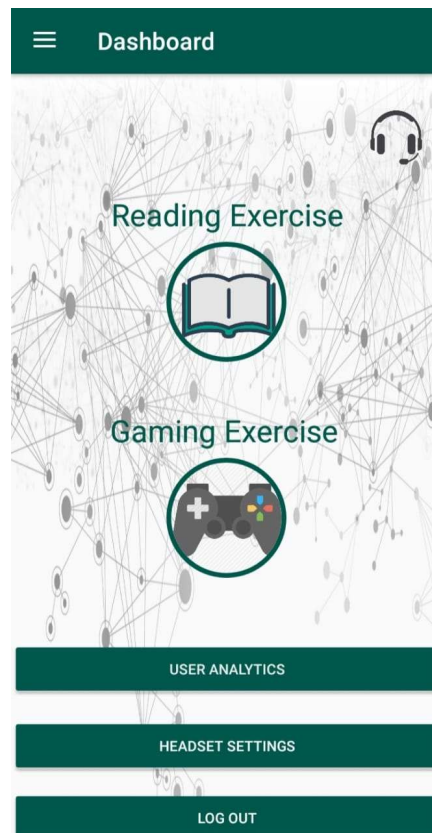 Dashboard
Reading Exercise
Gaming Exercise
USER ANALYTICS
HEADSET SETTINGS
LOG OUT